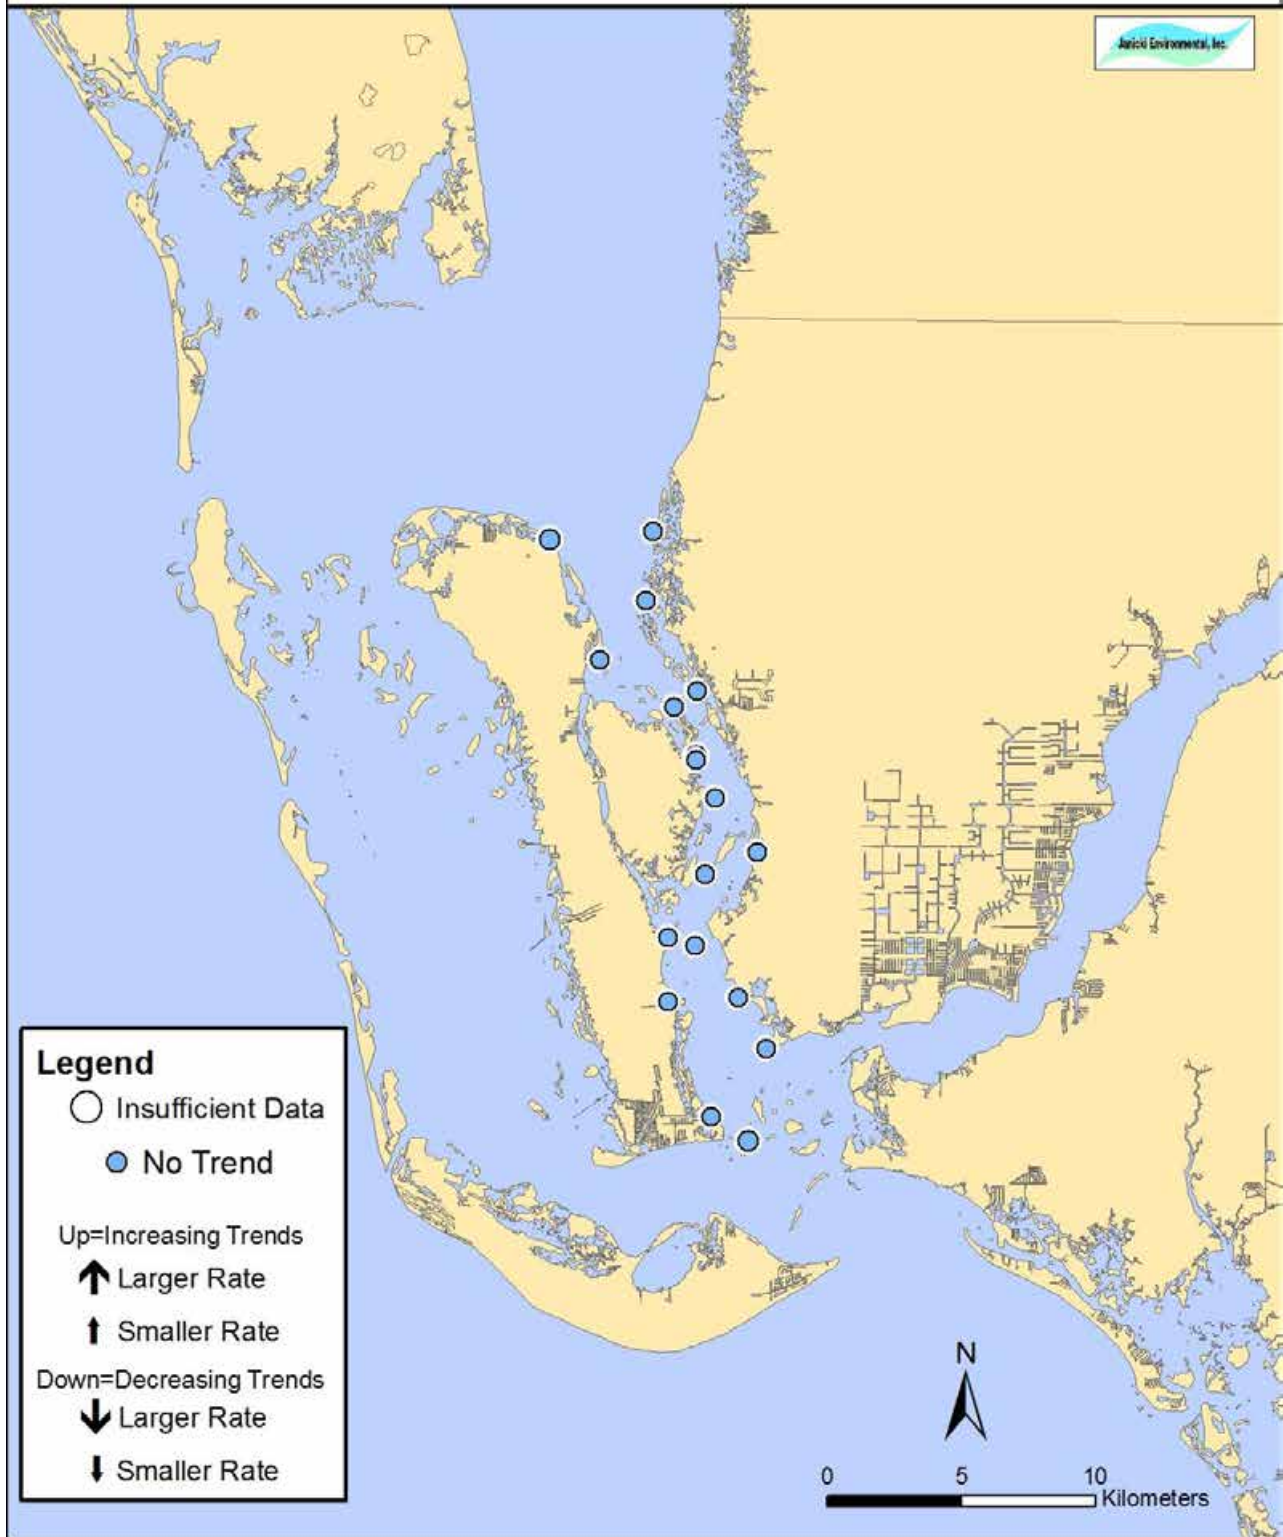 Janicki Environmental, Inc.
Legend
Insufficient Data
No Trend
Up=Increasing Trends
Larger Rate
Smaller Rate
Down=Decreasing Trends
Larger Rate
Smaller Rate
N
0 5 10
Kilometers